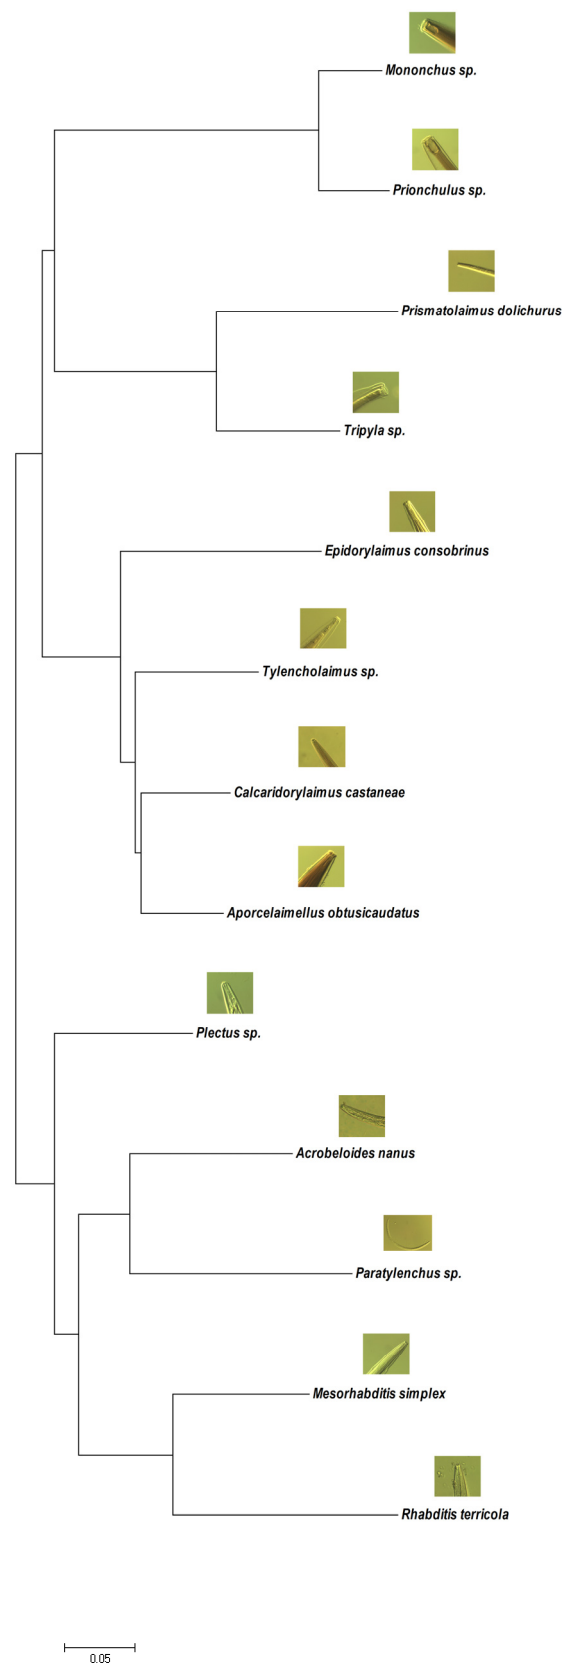 Mononchus sp.
Prionchulus sp.
Prismatolaimus dolichurus
Tripyla sp.
Epidorylaimus consobrinus
Tylencholaimus sp.
Calcaridorylaimus castaneae
Aporcelaimellus obtusicaudatus
Plectus sp.
Acrobeloides nanus
Paratylenchus sp.
Mesorhabditis simplex
Rhabditis terricola
0.05